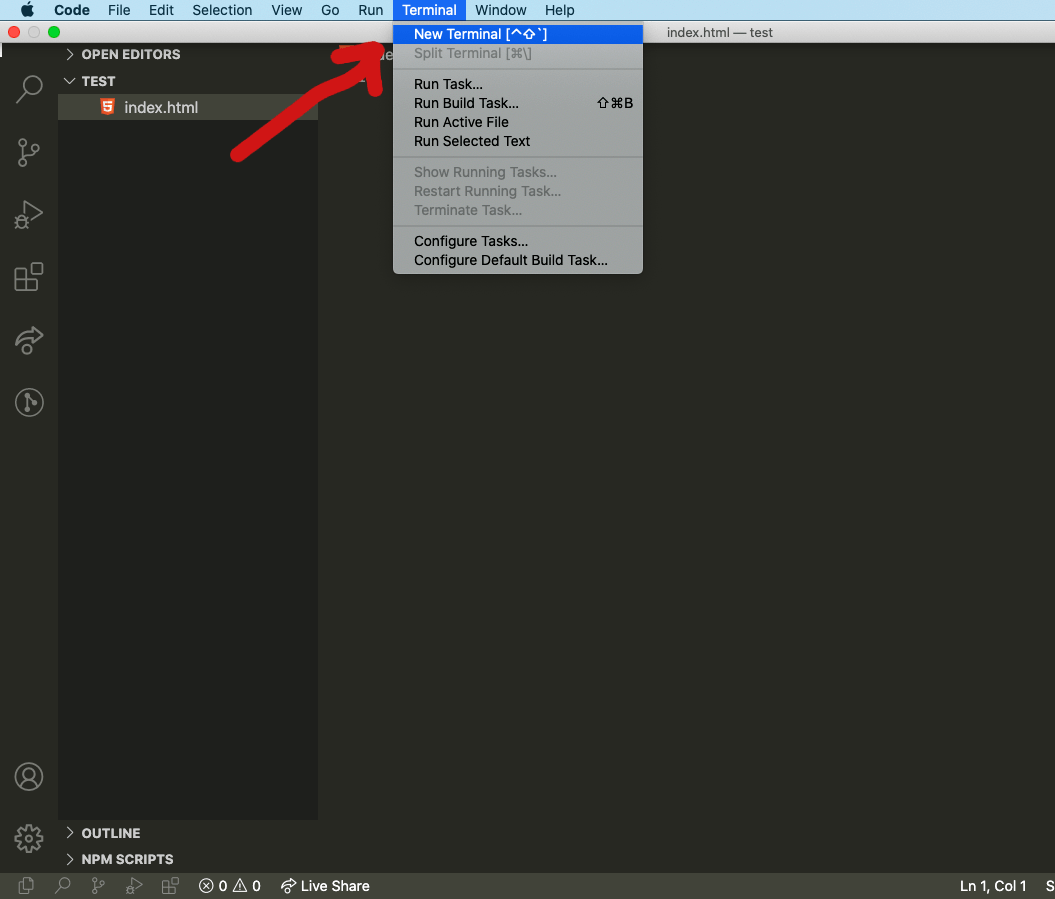 Code File Edit Selection View Go Run Terminal Window Help
index.html — test
New Terminal [^⇧`]
Split Terminal [⌘\]
Run Task...
Run Build Task... ⇧⌘B
Run Active File
Run Selected Text
Show Running Tasks...
Restart Running Task...
Terminate Task...
Configure Tasks...
Configure Default Build Task...
OPEN EDITORS
TEST
index.html
OUTLINE
NPM SCRIPTS
0 0 Live Share Ln 1, Col 1